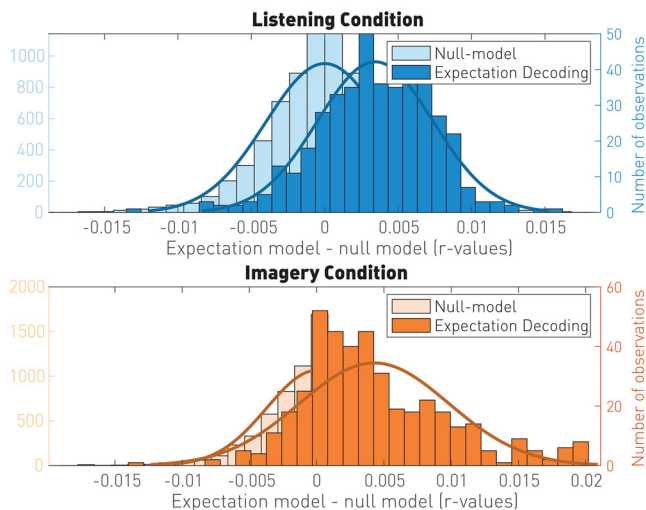 Listening Condition
1000
800
600
400
200
0
Null-model
Expectation Decoding
50
40
30
20
10
0
Number of observations
-0.015 -0.01 -0.005 0 0.005 0.01 0.015
Expectation model - null model (r-values)
Imagery Condition
2000
1500
1000
500
0
Null-model
Expectation Decoding
60
40
20
0
Number of observations
-0.015 -0.01 -0.005 0 0.005 0.01 0.015 0.02
Expectation model - null model (r-values)